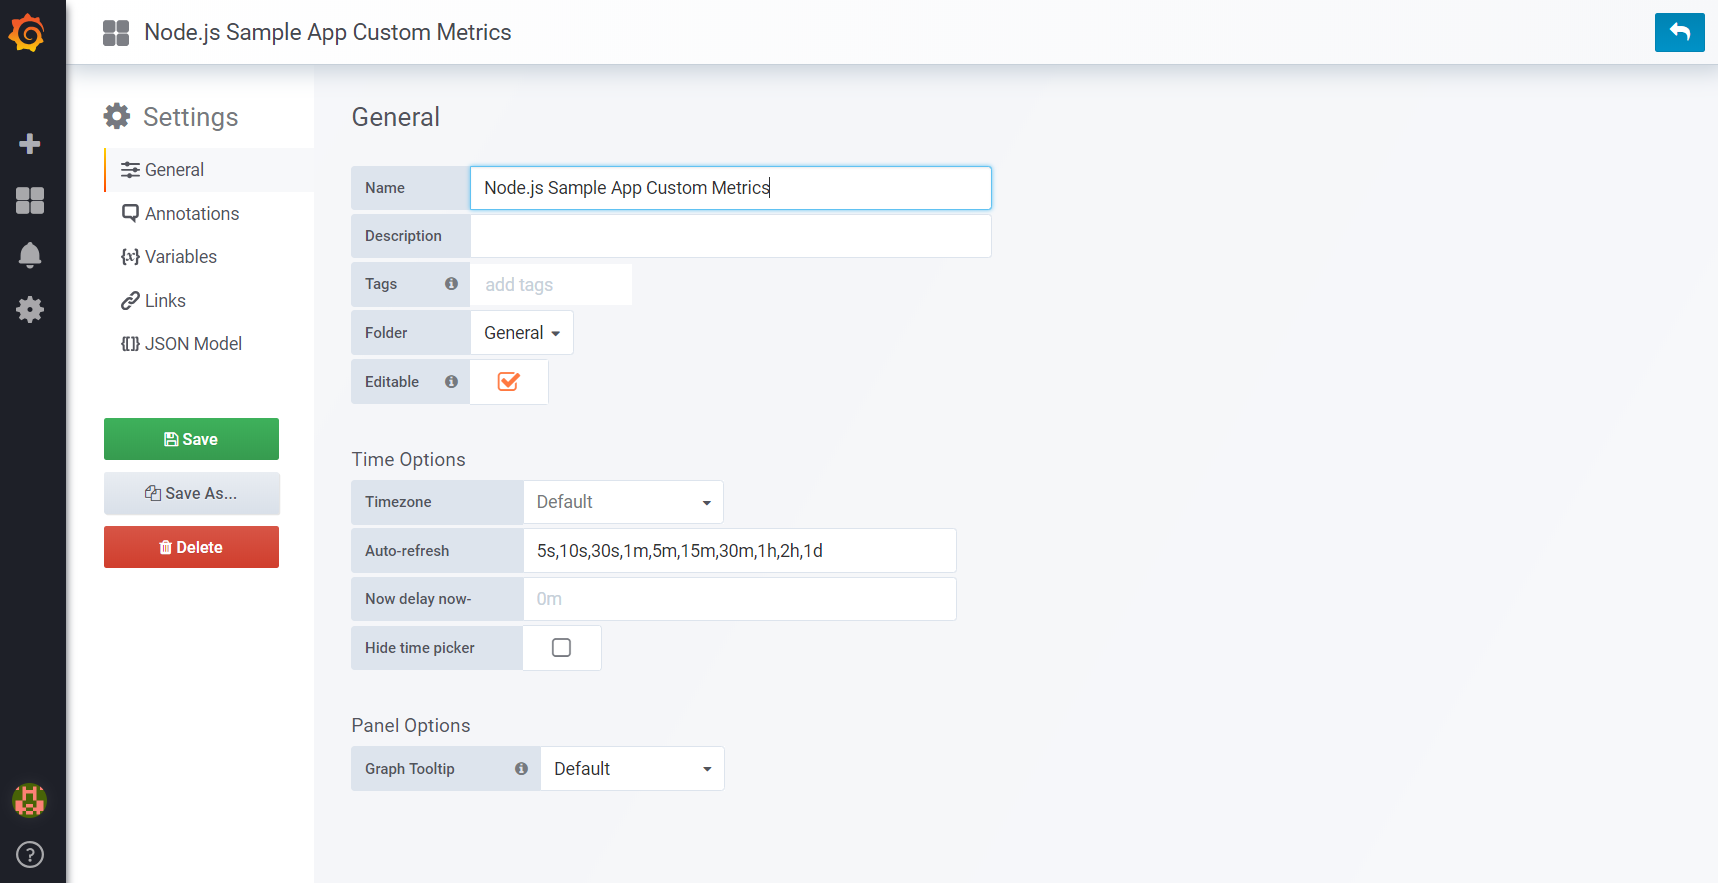 Node.js Sample App Custom Metrics
Settings
General
Annotations
Variables
Links
JSON Model
Save
Save As...
Delete
General
Name
Node.js Sample App Custom Metrics
Description
Tags
add tags
Folder
General
Editable
Time Options
Timezone
Default
Auto-refresh
5s,10s,30s,1m,5m,15m,30m,1h,2h,1d
Now delay now-
0m
Hide time picker
Panel Options
Graph Tooltip
Default